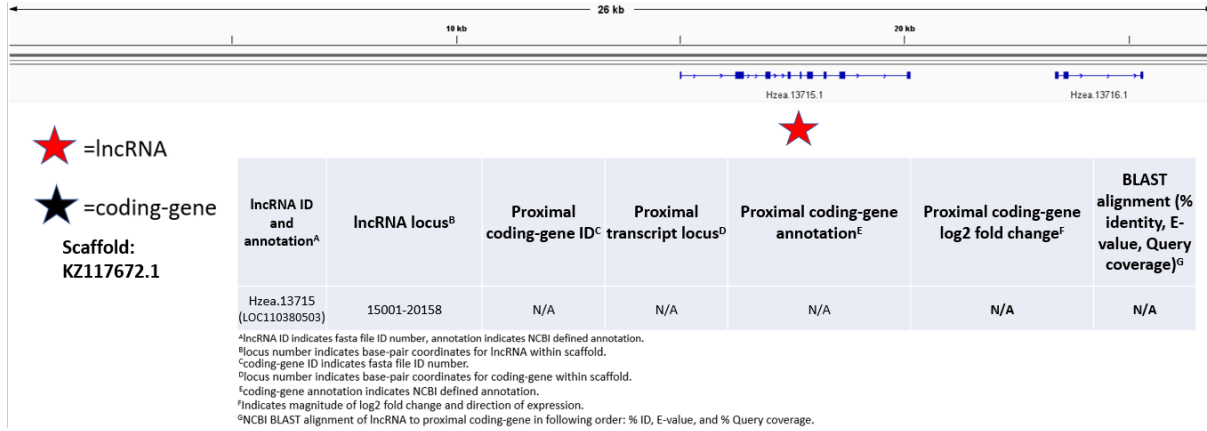 26 kb
10 kb 20 kb
Hzea.13715.1 Hzea.13716.1
=lncRNA
=coding-gene
Scaffold:
KZ117672.1
lncRNA ID and annotationᴬ lncRNA locusᴮ Proximal coding-gene IDᶜ Proximal transcript locusᴰ Proximal coding-gene annotationᴱ Proximal coding-gene log2 fold changeᶠ BLAST alignment (% identity, E-value, Query coverage)ᴳ
Hzea.13715 (LOC110380503) 15001-20158 N/A N/A N/A N/A N/A
ᴬlncRNA ID indicates fasta file ID number, annotation indicates NCBI defined annotation.
ᴮlocus number indicates base-pair coordinates for lncRNA within scaffold.
ᶜcoding-gene ID indicates fasta file ID number.
ᴰlocus number indicates base-pair coordinates for coding-gene within scaffold.
ᴱcoding-gene annotation indicates NCBI defined annotation.
ᶠIndicates magnitude of log2 fold change and direction of expression.
ᴳNCBI BLAST alignment of lncRNA to proximal coding-gene in following order: % ID, E-value, and % Query coverage.